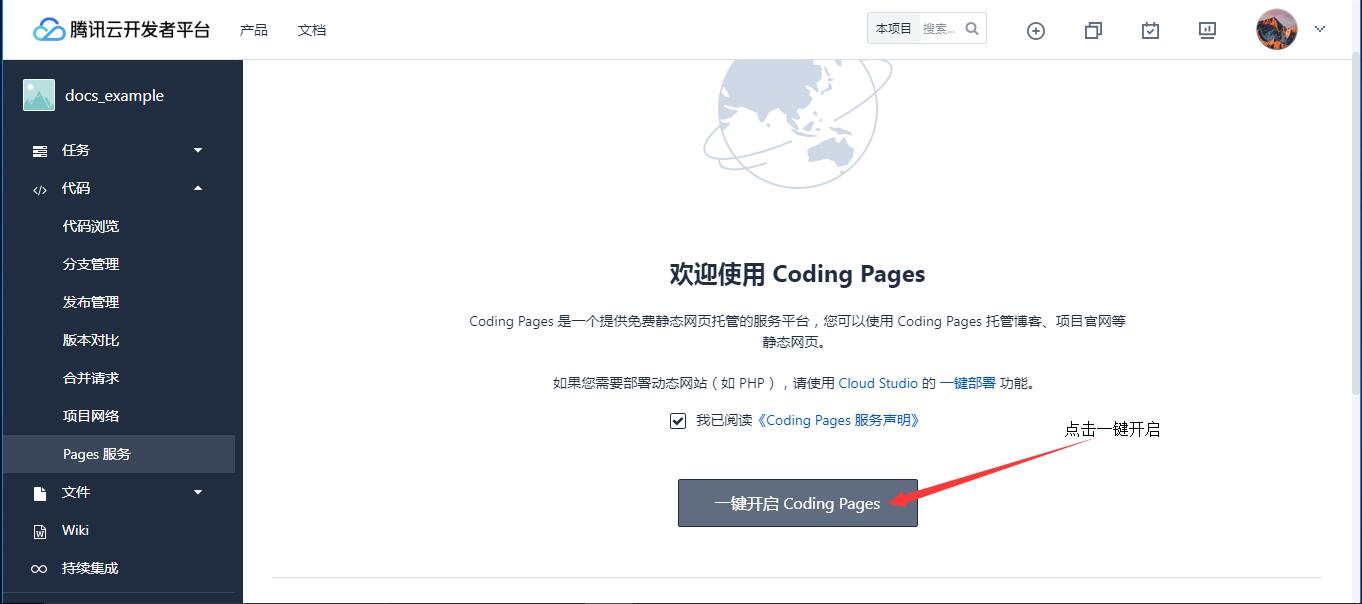 腾讯云开发者平台 产品 文档 本项目 搜索...
docs_example
任务
代码
代码浏览
分支管理
发布管理
版本对比
合并请求
项目网络
Pages 服务
文件
Wiki
持续集成
欢迎使用 Coding Pages
Coding Pages 是一个提供免费静态网页托管的服务平台，您可以使用 Coding Pages 托管博客、项目官网等
静态网页。
如果您需要部署动态网站（如 PHP），请使用 Cloud Studio 的 一键部署 功能。
我已阅读《Coding Pages 服务声明》
点击一键开启
一键开启 Coding Pages